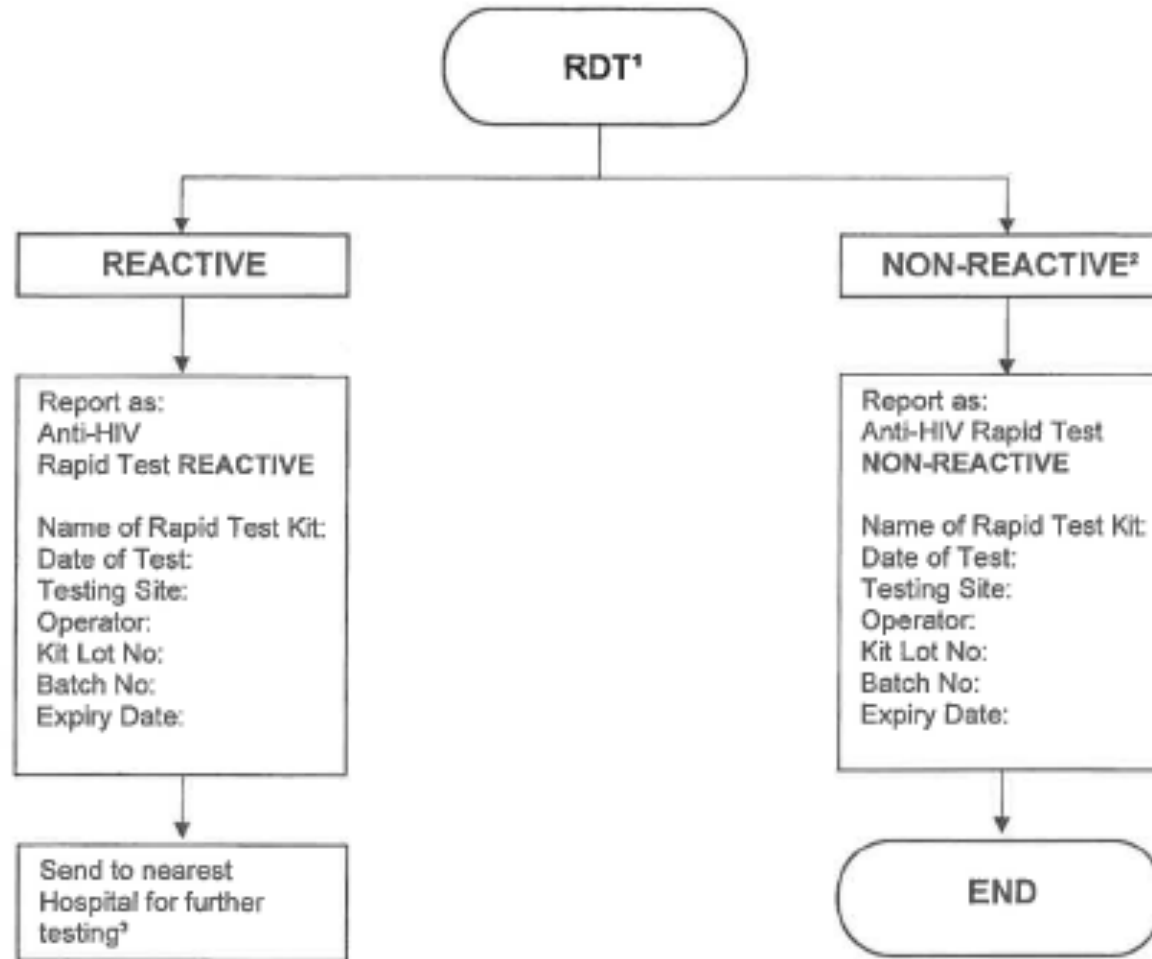 RDT¹
REACTIVE
NON-REACTIVE²
Report as:
Anti-HIV
Rapid Test REACTIVE
Name of Rapid Test Kit:
Date of Test:
Testing Site:
Operator:
Kit Lot No:
Batch No:
Expiry Date:
Report as:
Anti-HIV Rapid Test
NON-REACTIVE
Name of Rapid Test Kit:
Date of Test:
Testing Site:
Operator:
Kit Lot No:
Batch No:
Expiry Date:
Send to nearest
Hospital for further
testing³
END